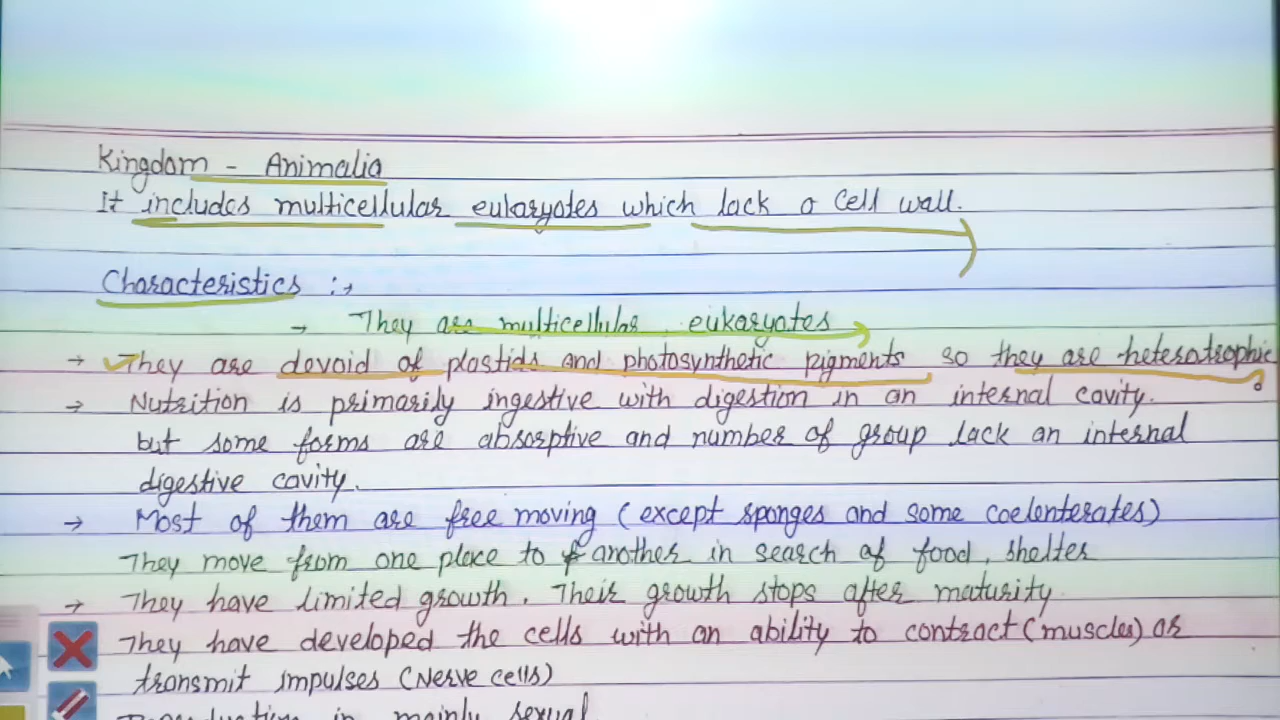 Kingdom - Animalia
It includes multicellular eukaryotes which lack a cell wall.
Characteristics :→
→ They are multicellular eukaryotes
→ They are devoid of plastids and photosynthetic pigments so they are heterotrophic.
→ Nutrition is primarily ingestive with digestion in an internal cavity.
but some forms are absorptive and number of group lack an internal
digestive cavity.
→ Most of them are free moving (except sponges and some coelenterates)
They move from one place to another in search of food, shelter
→ They have limited growth. Their growth stops after maturity.
They have developed the cells with an ability to contract (muscles) or
transmit impulses (Nerve cells)
in mainly sexual.